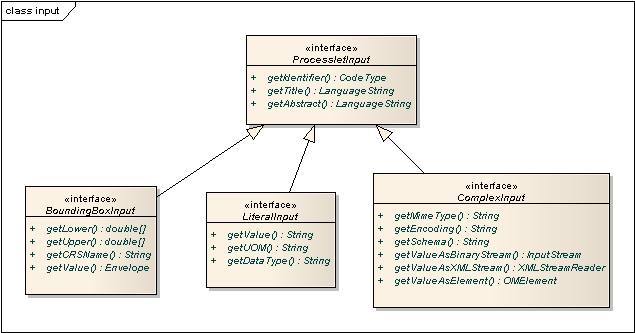 class input
«interface»
ProcessletInput
+ getIdentifier() : CodeType
+ getTitle() : LanguageString
+ getAbstract() : LanguageString
«interface»
BoundingBoxInput
+ getLower() : double[]
+ getUpper() : double[]
+ getCRSName() : String
+ getValue() : Envelope
«interface»
LiteralInput
+ getValue() : String
+ getUOM() : String
+ getDataType() : String
«interface»
ComplexInput
+ getMimeType() : String
+ getEncoding() : String
+ getSchema() : String
+ getValueAsBinaryStream() : InputStream
+ getValueAsXMLStream() : XMLStreamReader
+ getValueAsElement() : OMElement